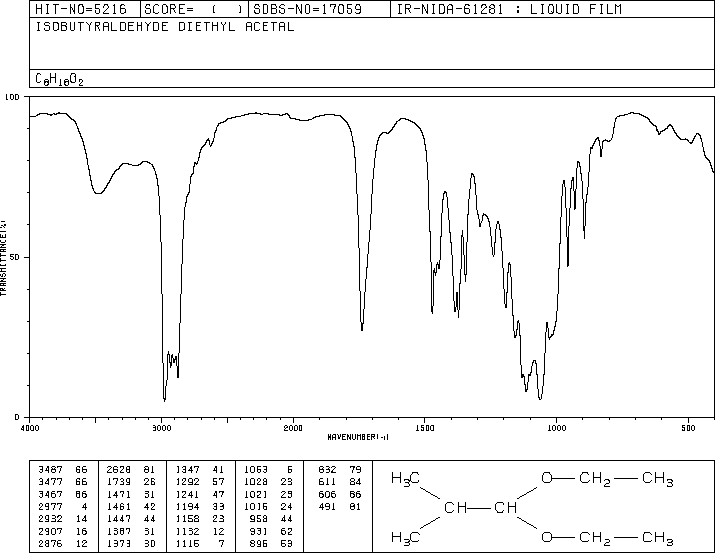 HIT-NO=5216 SCORE= ( ) SDBS-NO=17059 IR-NIDA-61281 : LIQUID FILM
ISOBUTYRALDEHYDE DIETHYL ACETAL
C8H18O2
100
50
0
TRANSMITTANCE(%)
4000 3000 2000 1500 1000 500
WAVENUMBER(-1)
3487 66 2628 81 1347 41 1063 5 832 79
3477 66 1739 26 1292 57 1028 23 611 84
3467 66 1471 31 1241 47 1021 23 606 86
2977 4 1461 42 1194 33 1016 24 491 81
2932 14 1447 44 1158 23 958 44
2907 16 1387 31 1132 12 931 62
2876 12 1373 30 1116 7 896 53
H3C O—CH2—CH3
CH—CH
H3C O—CH2—CH3